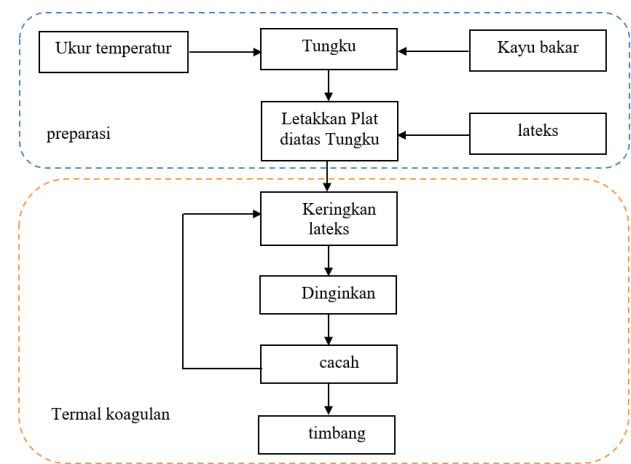 Ukur temperatur
Tungku
Kayu bakar
Letakkan Plat
diatas Tungku
lateks
preparasi
Keringkan
lateks
Dinginkan
cacah
Termal koagulan
timbang